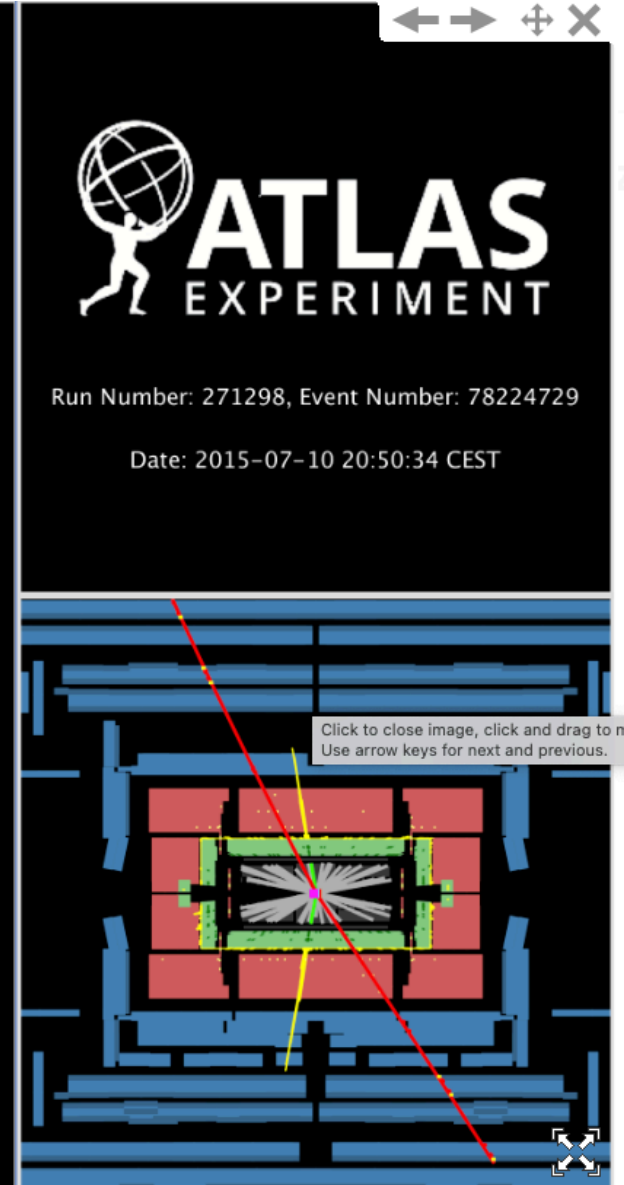 ATLAS
EXPERIMENT
Run Number: 271298, Event Number: 78224729
Date: 2015-07-10 20:50:34 CEST
Click to close image, click and drag to m
Use arrow keys for next and previous.